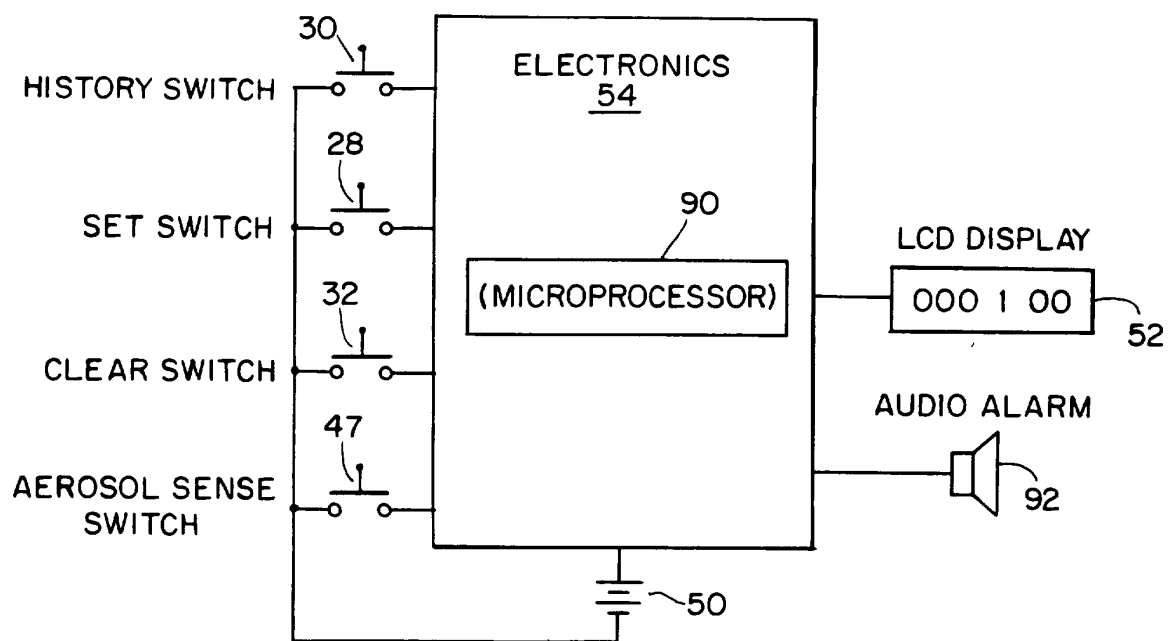 30
HISTORY SWITCH
ELECTRONICS
54
28
SET SWITCH
90
(MICROPROCESSOR)
LCD DISPLAY
000 1 00
52
32
CLEAR SWITCH
AUDIO ALARM
92
47
AEROSOL SENSE
SWITCH
50